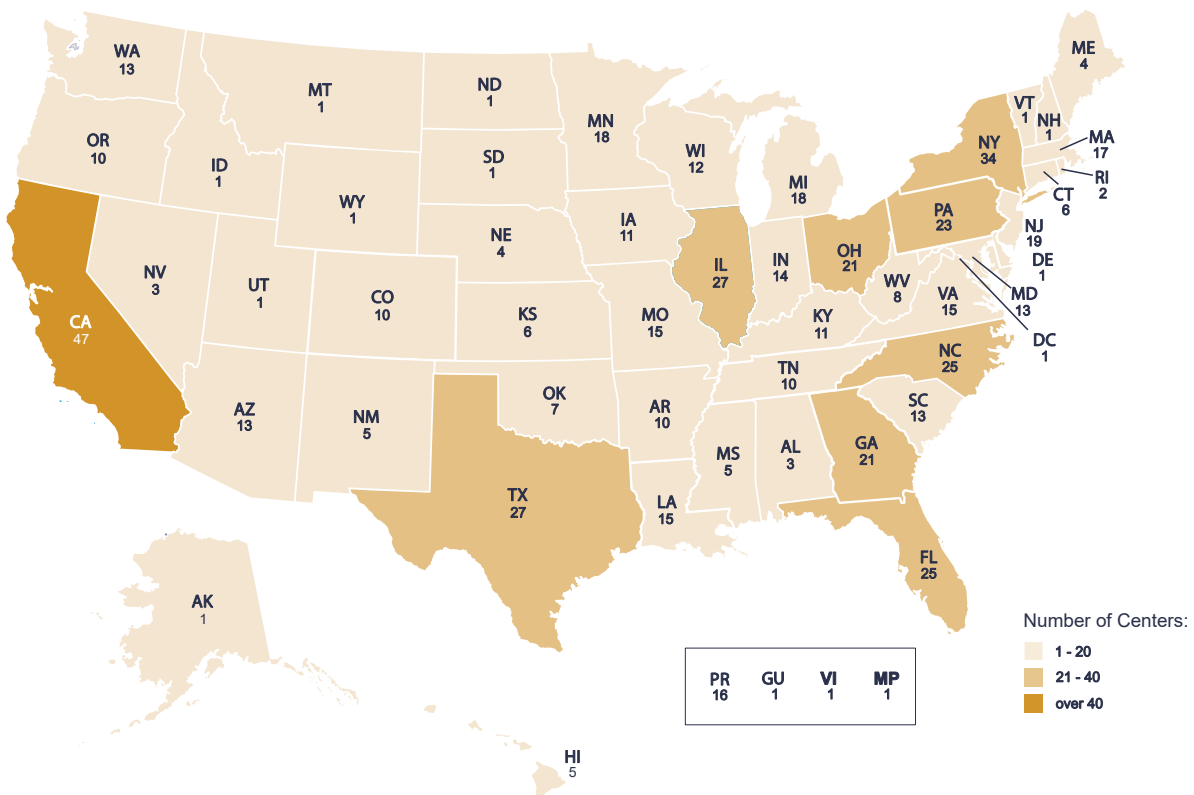 WA
13
MT
1
ND
1
MN
18
ME
4
VT
1
NH
1
OR
10
ID
1
SD
1
WI
12
MI
18
NY
34
MA
17
RI
2
CT
6
WY
1
NE
4
IA
11
PA
23
NJ
19
DE
1
NV
3
UT
1
CO
10
KS
6
MO
15
IL
27
IN
14
OH
21
WV
8
VA
15
MD
13
DC
1
CA
47
KY
11
NC
25
TN
10
SC
13
AZ
13
NM
5
OK
7
AR
10
MS
5
AL
3
GA
21
TX
27
LA
15
FL
25
AK
1
HI
5
PR
16
GU
1
VI
1
MP
1
Number of Centers:
1 - 20
21 - 40
over 40